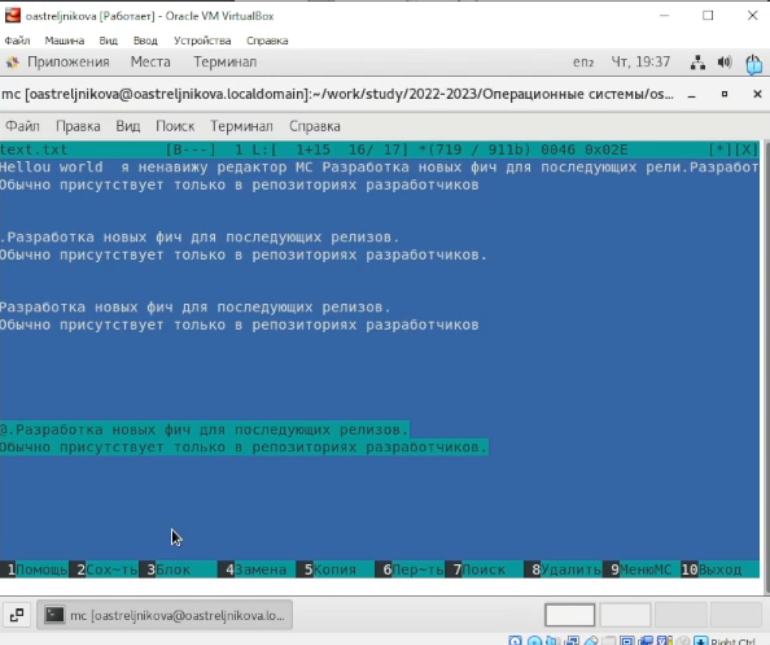 oastreljnikova [Работает] - Oracle VM VirtualBox
Файл Машина Вид Ввод Устройства Справка
Приложения Места Терминал en₂ Чт, 19:37
mc [oastreljnikova@oastreljnikova.localdomain]:~/work/study/2022-2023/Операционные системы/os...
Файл Правка Вид Поиск Терминал Справка
text.txt [B---] 1 L:[ 1+15 16/ 17] *(719 / 911b) 0046 0x02E [*][X]
Hellou world я ненавижу редактор МС Разработка новых фич для последующих рели.Разработ
Обычно присутствует только в репозиториях разработчиков
.Разработка новых фич для последующих релизов.
Обычно присутствует только в репозиториях разработчиков.
Разработка новых фич для последующих релизов.
Обычно присутствует только в репозиториях разработчиков
@.Разработка новых фич для последующих релизов.
Обычно присутствует только в репозиториях разработчиков.
1Помощь 2Сох~ть 3Блок 4Замена 5Копия 6Пер~ть 7Поиск 8Удалить 9МенюМС 10Выход
mc [oastreljnikova@oastreljnikova.lo...
Right Ctrl